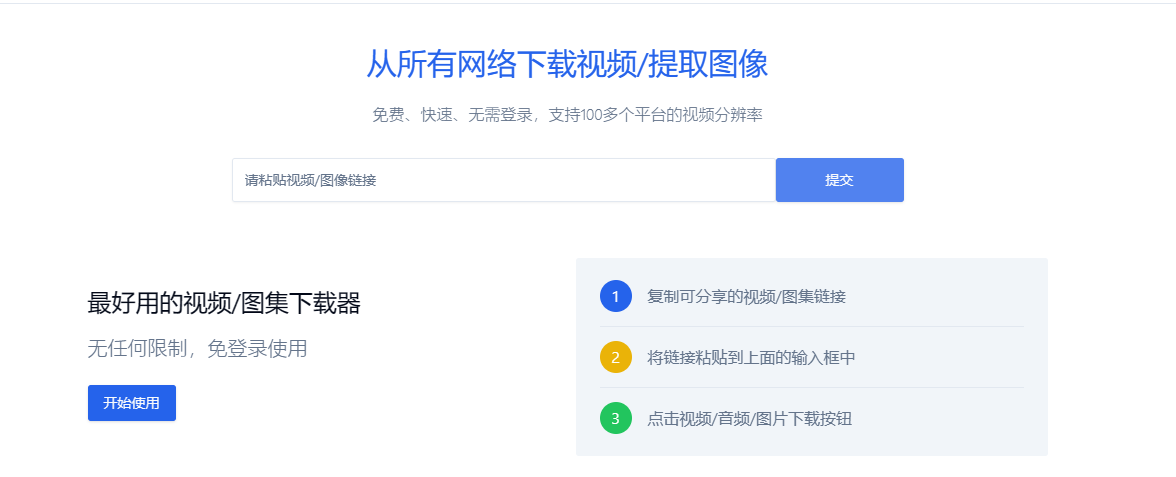 从所有网络下载视频/提取图像
免费、快速、无需登录，支持100多个平台的视频分辨率
请粘贴视频/图像链接
提交
最好用的视频/图集下载器
无任何限制，免登录使用
开始使用
1 复制可分享的视频/图集链接
2 将链接粘贴到上面的输入框中
3 点击视频/音频/图片下载按钮